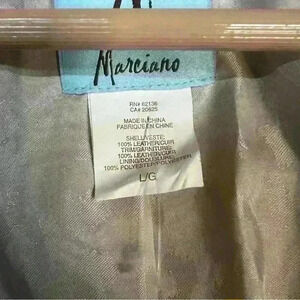 Marciano
RN# 62136
CA# 20625
MADE IN CHINA
FABRIQUE EN CHINE
SHELL/VESTE:
100% LEATHER/CUIR
TRIM/GARNITURE:
100% LEATHER/CUIR
LINING/DOUBLURE:
100% POLYESTER/POLYESTER
L/G